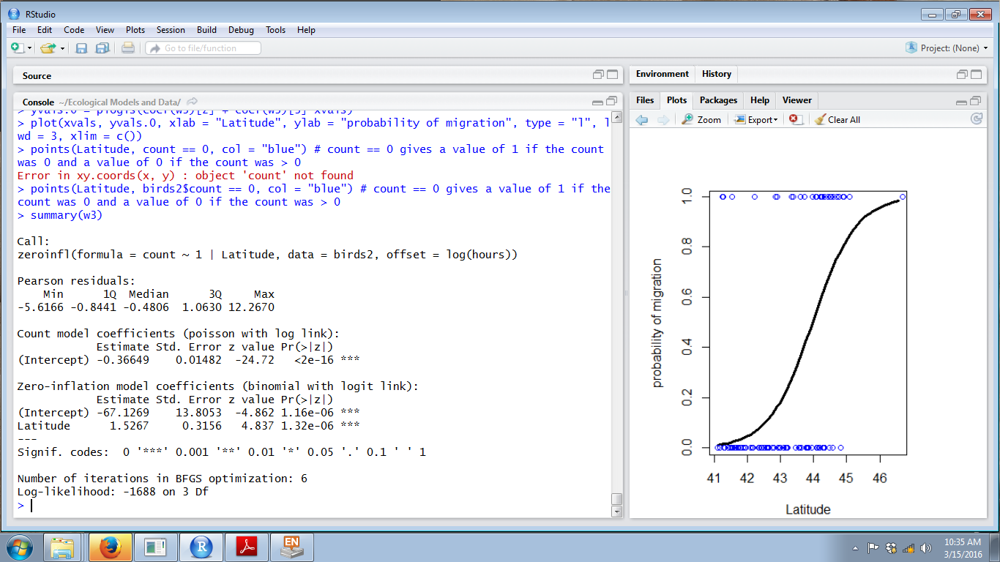 RStudio
File Edit Code View Plots Session Build Debug Tools Help
Go to file/function
Project: (None)
Source
Console ~/Ecological Models and Data/
> plot(xvals, yvals.0, xlab = "Latitude", ylab = "probability of migration", type = "l", l
wd = 3, xlim = c())
> points(Latitude, count == 0, col = "blue") # count == 0 gives a value of 1 if the count
was 0 and a value of 0 if the count was > 0
Error in xy.coords(x, y) : object 'count' not found
> points(Latitude, birds2$count == 0, col = "blue") # count == 0 gives a value of 1 if the
count was 0 and a value of 0 if the count was > 0
> summary(w3)
Call:
zeroinfl(formula = count ~ 1 | Latitude, data = birds2, offset = log(hours))
Pearson residuals:
Min 1Q Median 3Q Max
-5.6166 -0.8441 -0.4806 1.0630 12.2670
Count model coefficients (poisson with log link):
Estimate Std. Error z value Pr(>|z|)
(Intercept) -0.36649 0.01482 -24.72 <2e-16 ***
Zero-inflation model coefficients (binomial with logit link):
Estimate Std. Error z value Pr(>|z|)
(Intercept) -67.1269 13.8053 -4.862 1.16e-06 ***
Latitude 1.5267 0.3156 4.837 1.32e-06 ***
---
Signif. codes: 0 '***' 0.001 '**' 0.01 '*' 0.05 '.' 0.1 ' ' 1
Number of iterations in BFGS optimization: 6
Log-likelihood: -1688 on 3 Df
>
Environment History
Files Plots Packages Help Viewer
Zoom Export Clear All
1.0
0.8
0.6
0.4
0.2
0.0
probability of migration
41 42 43 44 45 46
Latitude
R
EN
10:35 AM
3/15/2016